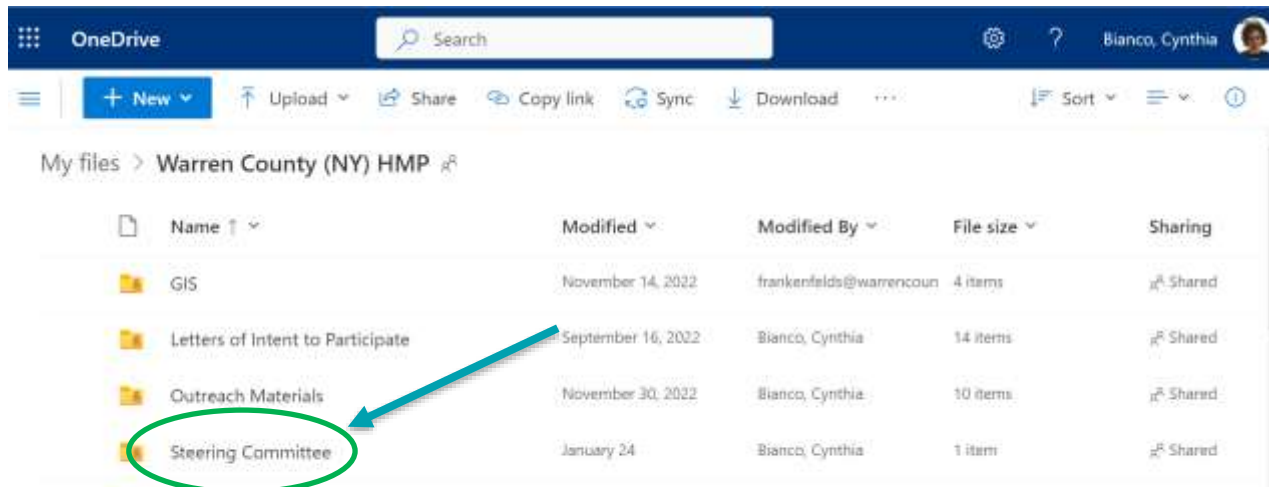 OneDrive Search ? Bianco, Cynthia
+ New Upload Share Copy link Sync Download ... Sort
My files > Warren County (NY) HMP
Name ↑ Modified Modified By File size Sharing
GIS November 14, 2022 frankenfelds@warrencoun 4 items Shared
Letters of Intent to Participate September 16, 2022 Bianco, Cynthia 14 items Shared
Outreach Materials November 30, 2022 Bianco, Cynthia 10 items Shared
Steering Committee January 24 Bianco, Cynthia 1 item Shared